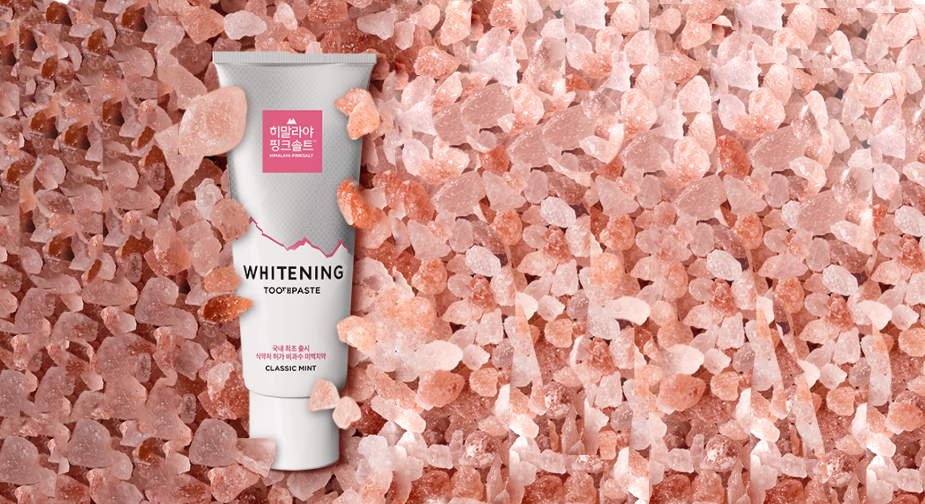 히말라야
핑크솔트
HIMALAYA PINKSALT
WHITENING
TOOTHPASTE
국내 최초 출시
식약처 허가 비과수 미백치약
CLASSIC MINT